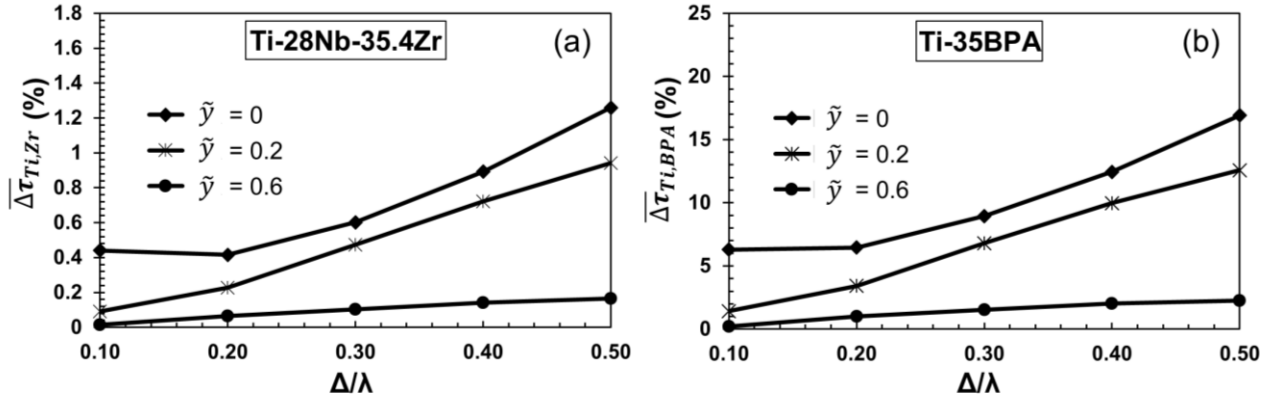 Ti-28Nb-35.4Zr (a)
1.8
1.6
1.4
1.2
1
0.8
0.6
0.4
0.2
0
ỹ = 0
ỹ = 0.2
ỹ = 0.6
Δτ̅_Ti,Zr (%)
0.10 0.20 0.30 0.40 0.50
Δ/λ
Ti-35BPA (b)
25
20
15
10
5
0
ỹ = 0
ỹ = 0.2
ỹ = 0.6
Δτ̅_Ti,BPA (%)
0.10 0.20 0.30 0.40 0.50
Δ/λ